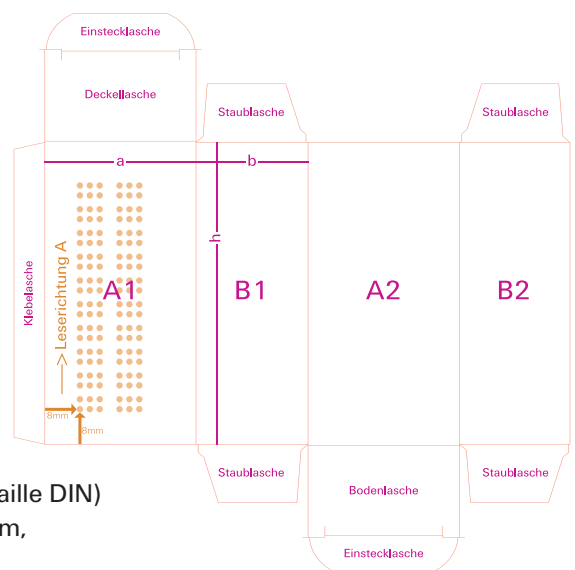 Einstecklasche
Deckellasche
Staublasche
Staublasche
a
b
h
Klebelasche
—> Leserichtung A
A1
B1
A2
B2
8mm
8mm
Staublasche
Staublasche
Bodenlasche
Einstecklasche
aille DIN)
m,